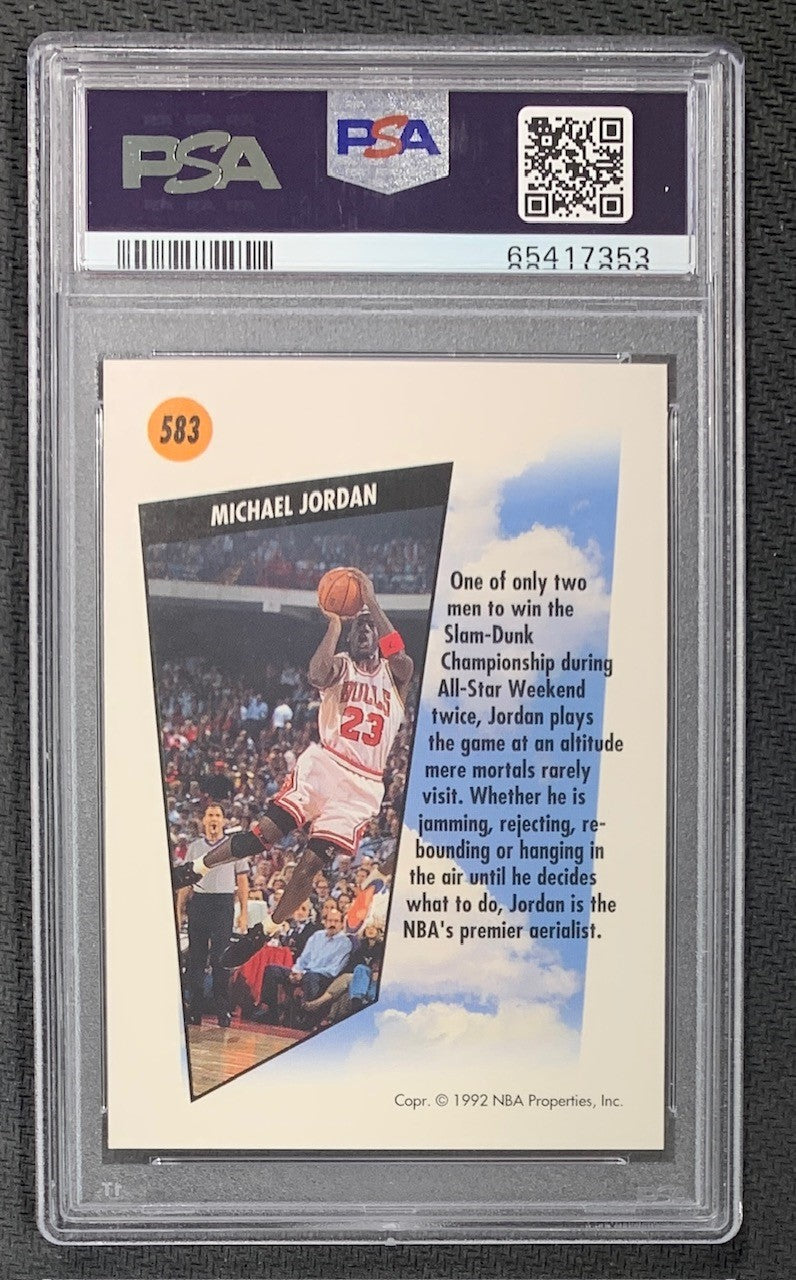 PSA
PSA
65417353
583
MICHAEL JORDAN
BULLS
23
One of only two
men to win the
Slam-Dunk
Championship during
All-Star Weekend
twice, Jordan plays
the game at an altitude
mere mortals rarely
visit. Whether he is
jamming, rejecting, re-
bounding or hanging in
the air until he decides
what to do, Jordan is the
NBA's premier aerialist.
Copr. © 1992 NBA Properties, Inc.